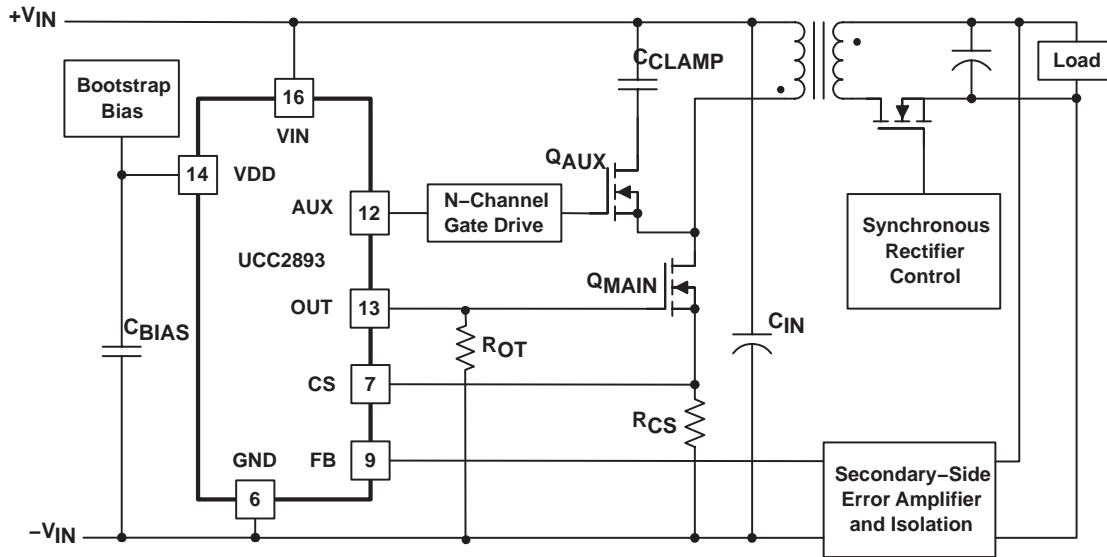 +VIN
CCLAMP
Load
Bootstrap
Bias
16
VIN
QAUX
14
VDD
AUX
12
N–Channel
Gate Drive
Synchronous
Rectifier
Control
UCC2893
QMAIN
OUT
13
CBIAS
ROT
CIN
CS
7
RCS
GND
FB
9
6
Secondary–Side
Error Amplifier
and Isolation
–VIN